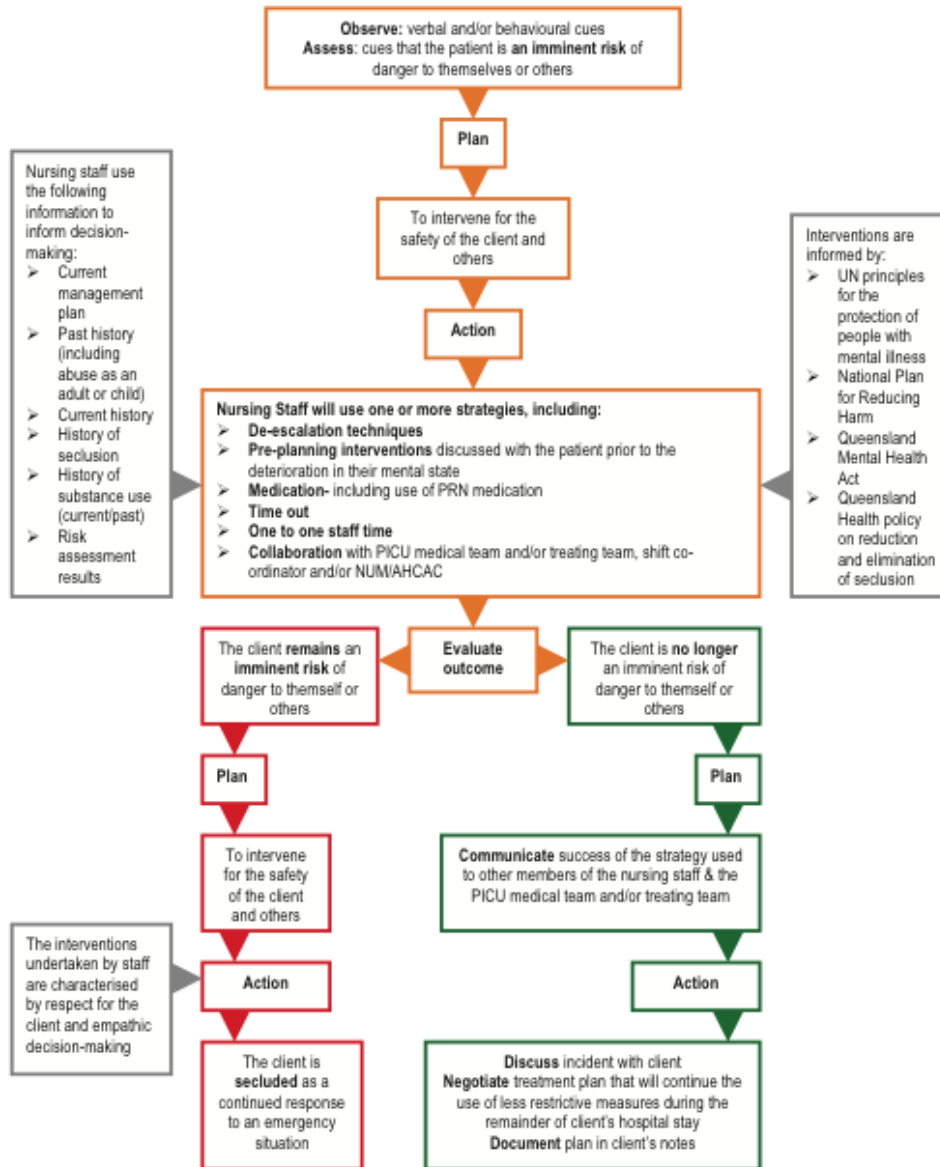 Observe: verbal and/or behavioural cues
Assess: cues that the patient is an imminent risk of
danger to themselves or others
Plan
Nursing staff use
the following
information to
inform decision-
making:
➢ Current
management
plan
➢ Past history
(including
abuse as an
adult or child)
➢ Current history
➢ History of
seclusion
➢ History of
substance use
(current/past)
➢ Risk
assessment
results
To intervene for the
safety of the client and
others
Interventions are
informed by:
➢ UN principles
for the
protection of
people with
mental illness
➢ National Plan
for Reducing
Harm
➢ Queensland
Mental Health
Act
➢ Queensland
Health policy
on reduction
and elimination
of seclusion
Action
Nursing Staff will use one or more strategies, including:
➢ De-escalation techniques
➢ Pre-planning interventions discussed with the patient prior to the
deterioration in their mental state
➢ Medication- including use of PRN medication
➢ Time out
➢ One to one staff time
➢ Collaboration with PICU medical team and/or treating team, shift co-
ordinator and/or NUM/AHCAC
Evaluate
outcome
The client remains an
imminent risk of
danger to themself or
others
The client is no longer
an imminent risk of
danger to themself or
others
Plan
Plan
To intervene
for the safety
of the client
and others
Communicate success of the strategy used
to other members of the nursing staff & the
PICU medical team and/or treating team
The interventions
undertaken by staff
are characterised
by respect for the
client and empathic
decision-making
Action
Action
The client is
secluded as a
continued response
to an emergency
situation
Discuss incident with client
Negotiate treatment plan that will continue the
use of less restrictive measures during the
remainder of client's hospital stay
Document plan in client's notes